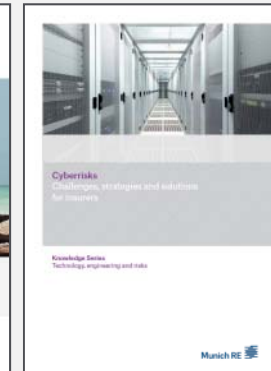 Cyberrisks
Challenges, strategies and solutions
for insurers
Knowledge Series
Technology, engineering and risks
Munich RE